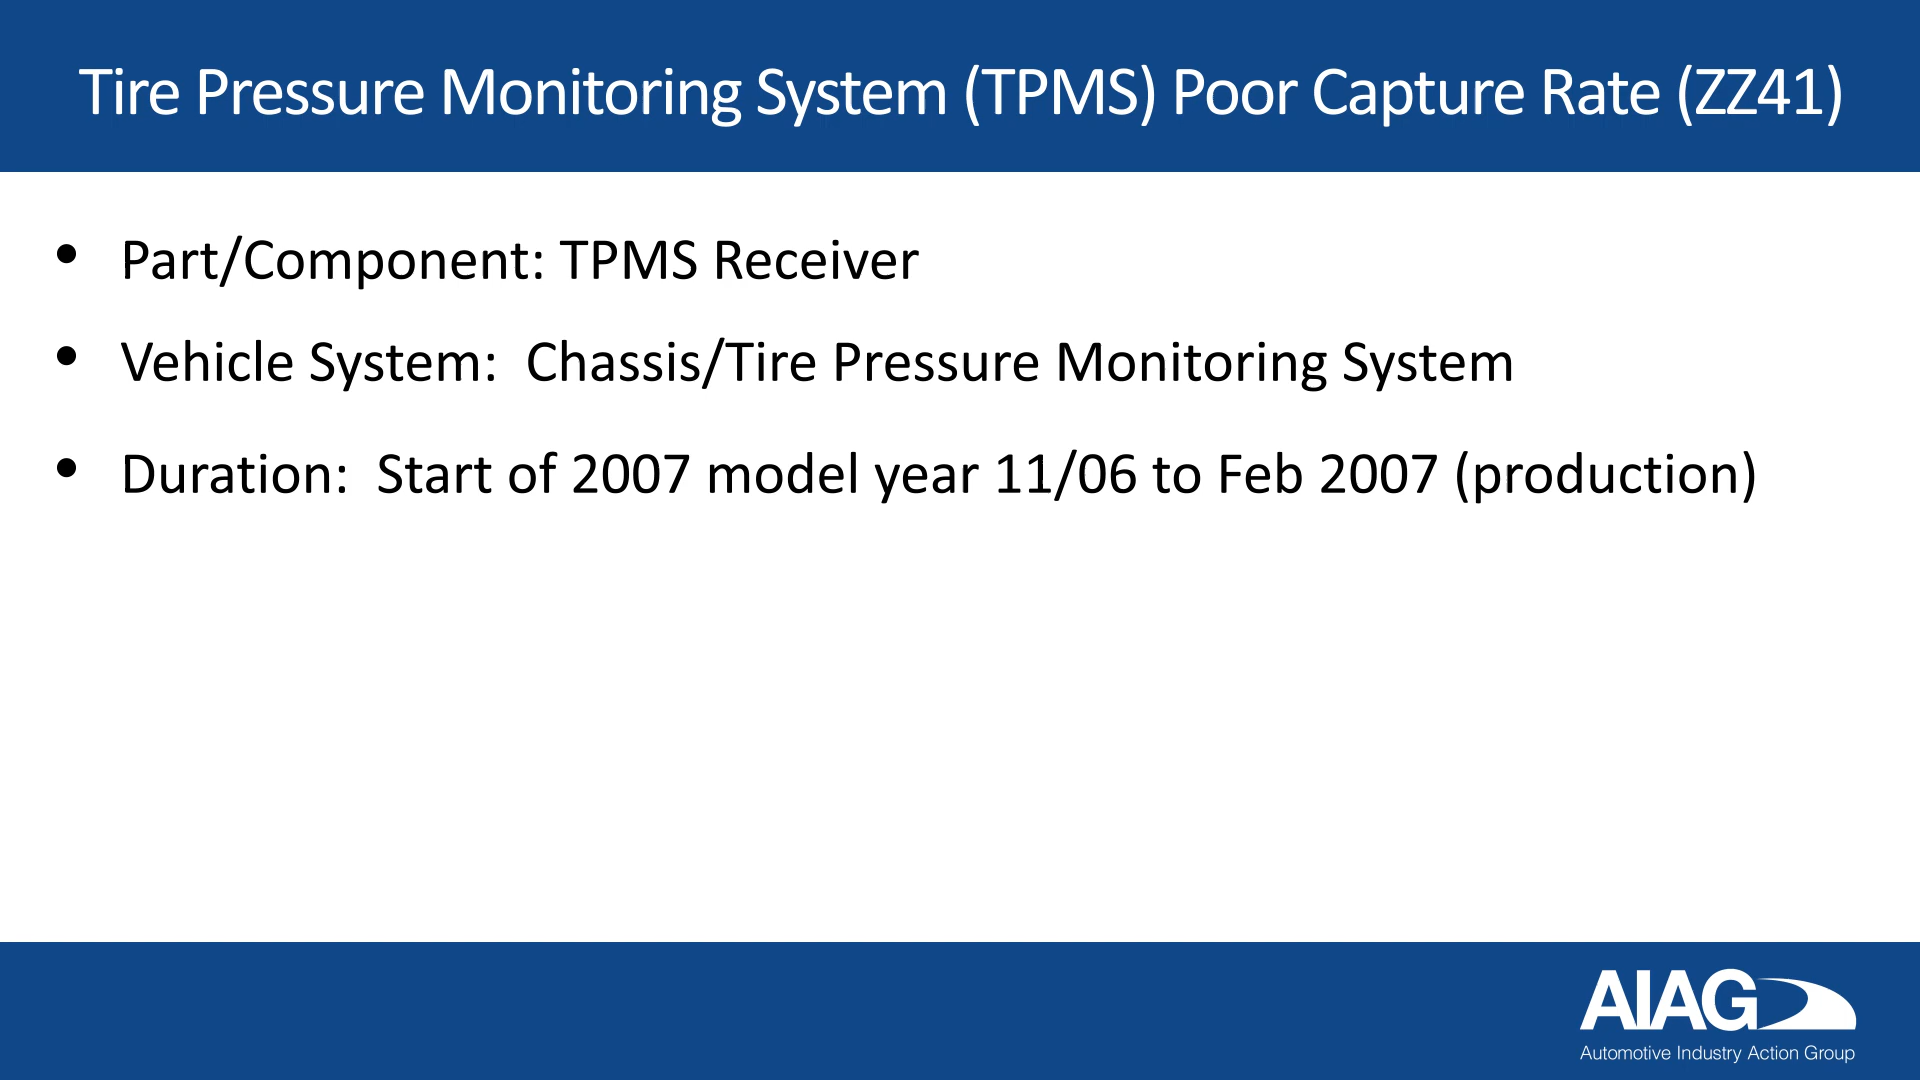 Tire Pressure Monitoring System (TPMS) Poor Capture Rate (ZZ41)
• Part/Component: TPMS Receiver
• Vehicle System:  Chassis/Tire Pressure Monitoring System
• Duration:  Start of 2007 model year 11/06 to Feb 2007 (production)
AIAG
Automotive Industry Action Group